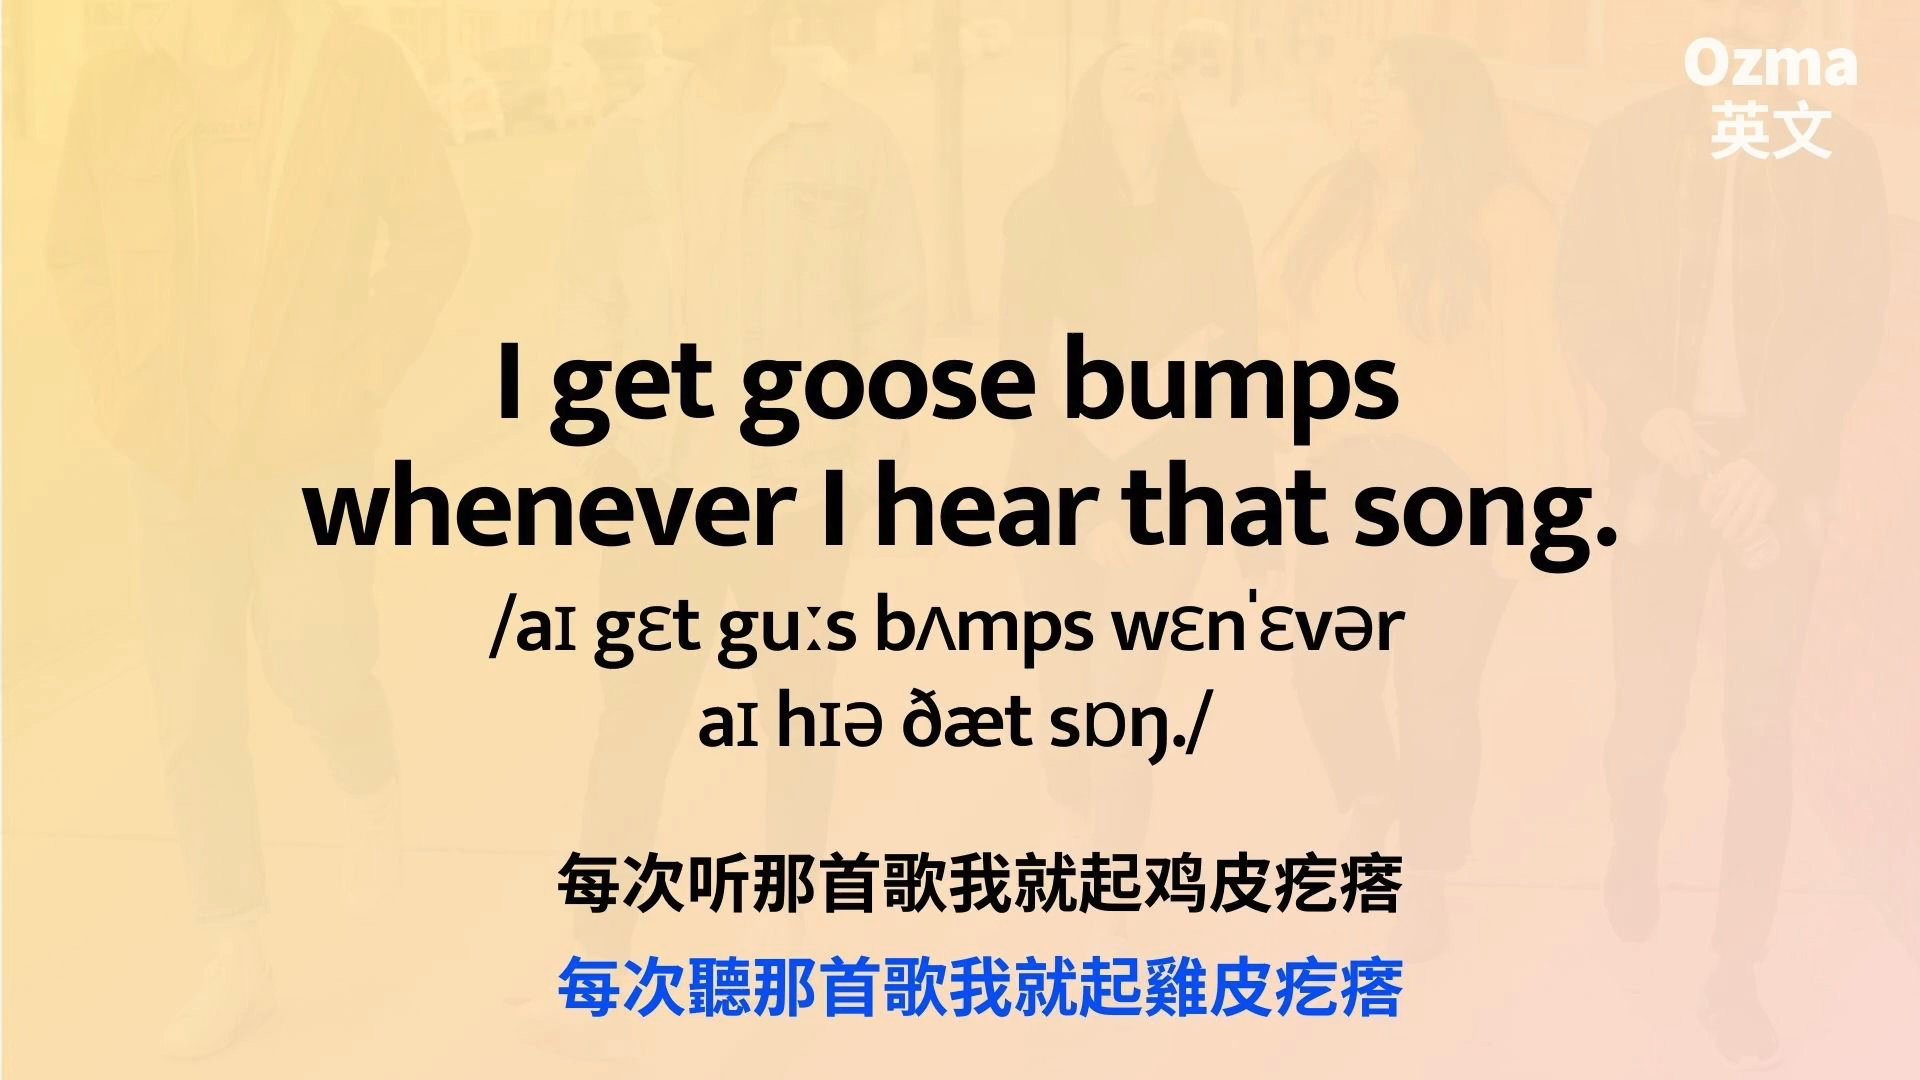 Ozma
英文
I get goose bumps
whenever I hear that song.
/aɪ gɛt guːs bʌmps wɛnˈɛvər
aɪ hɪə ðæt sɒŋ./
每次听那首歌我就起鸡皮疙瘩
每次聽那首歌我就起雞皮疙瘩